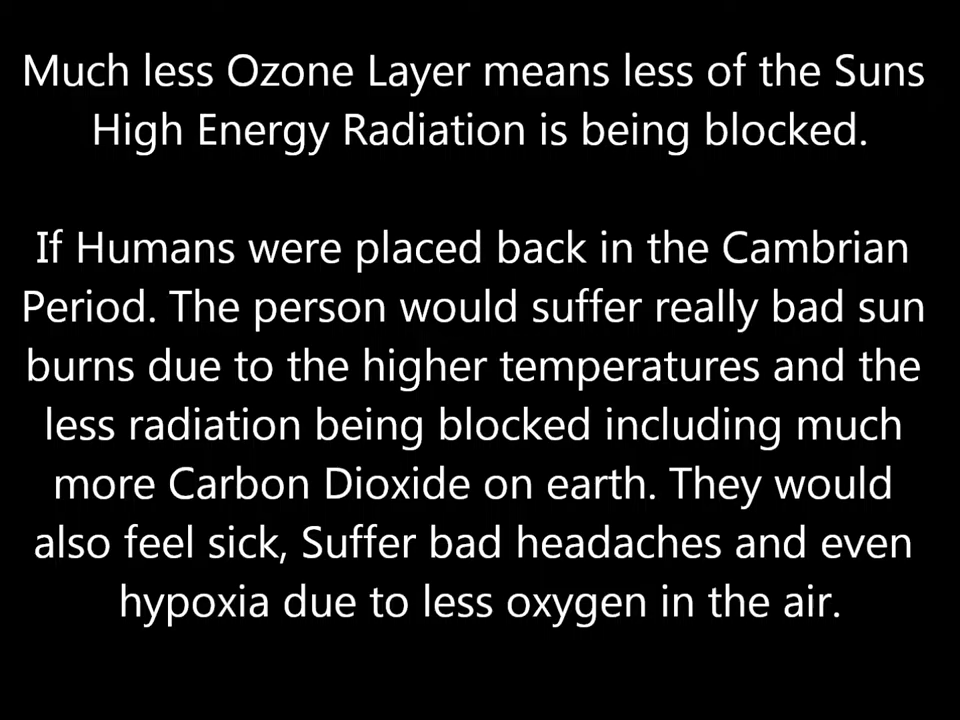 Much less Ozone Layer means less of the Suns
High Energy Radiation is being blocked.
If Humans were placed back in the Cambrian
Period. The person would suffer really bad sun
burns due to the higher temperatures and the
less radiation being blocked including much
more Carbon Dioxide on earth. They would
also feel sick, Suffer bad headaches and even
hypoxia due to less oxygen in the air.